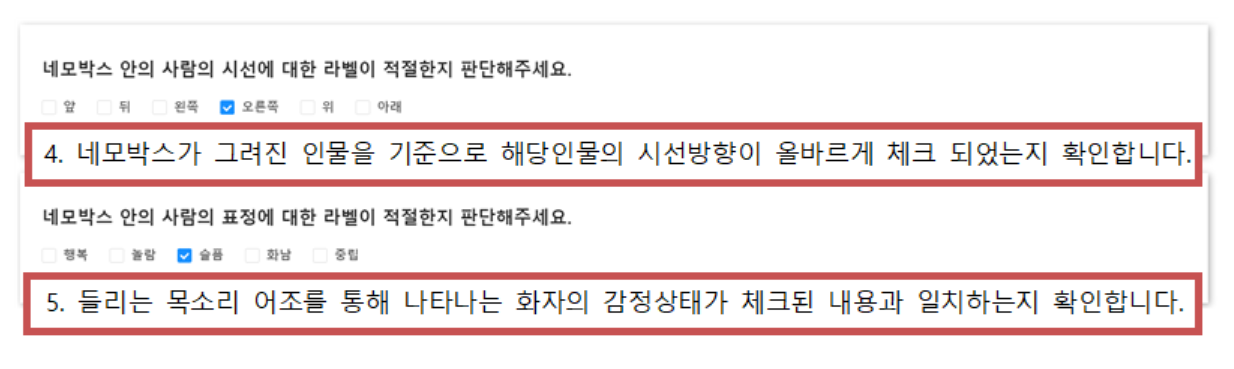 네모박스 안의 사람의 시선에 대한 라벨이 적절한지 판단해주세요.
앞 뒤 왼쪽 오른쪽 위 아래
4. 네모박스가 그려진 인물을 기준으로 해당인물의 시선방향이 올바르게 체크 되었는지 확인합니다.
네모박스 안의 사람의 표정에 대한 라벨이 적절한지 판단해주세요.
행복 놀람 슬픔 화남 중립
5. 들리는 목소리 어조를 통해 나타나는 화자의 감정상태가 체크된 내용과 일치하는지 확인합니다.